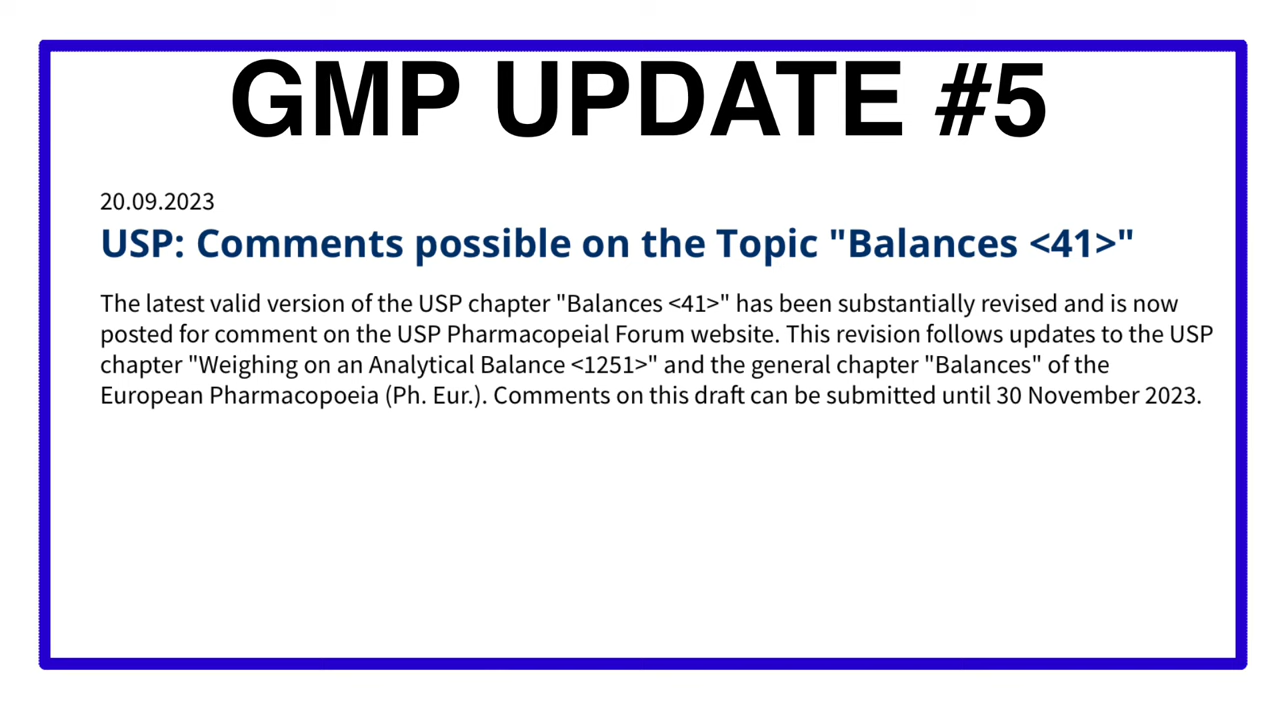 GMP UPDATE #5
20.09.2023
USP: Comments possible on the Topic "Balances <41>"
The latest valid version of the USP chapter "Balances <41>" has been substantially revised and is now
posted for comment on the USP Pharmacopeial Forum website. This revision follows updates to the USP
chapter "Weighing on an Analytical Balance <1251>" and the general chapter "Balances" of the
European Pharmacopoeia (Ph. Eur.). Comments on this draft can be submitted until 30 November 2023.